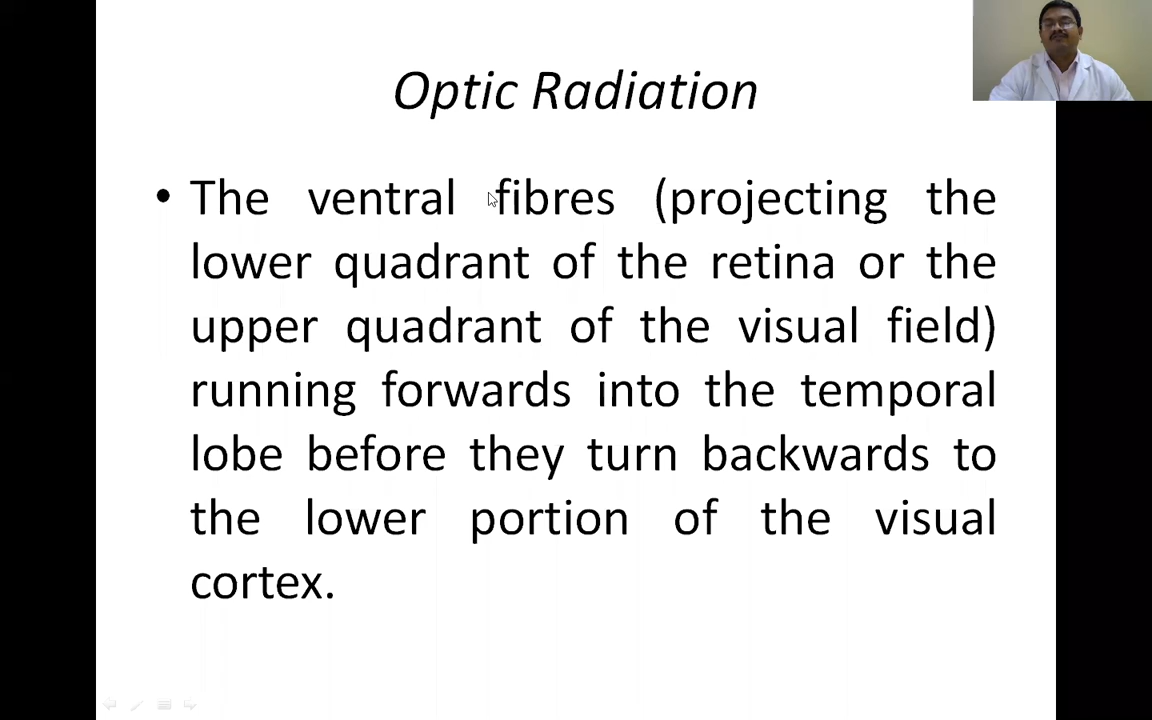 Optic Radiation
• The ventral fibres (projecting the
lower quadrant of the retina or the
upper quadrant of the visual field)
running forwards into the temporal
lobe before they turn backwards to
the lower portion of the visual
cortex.